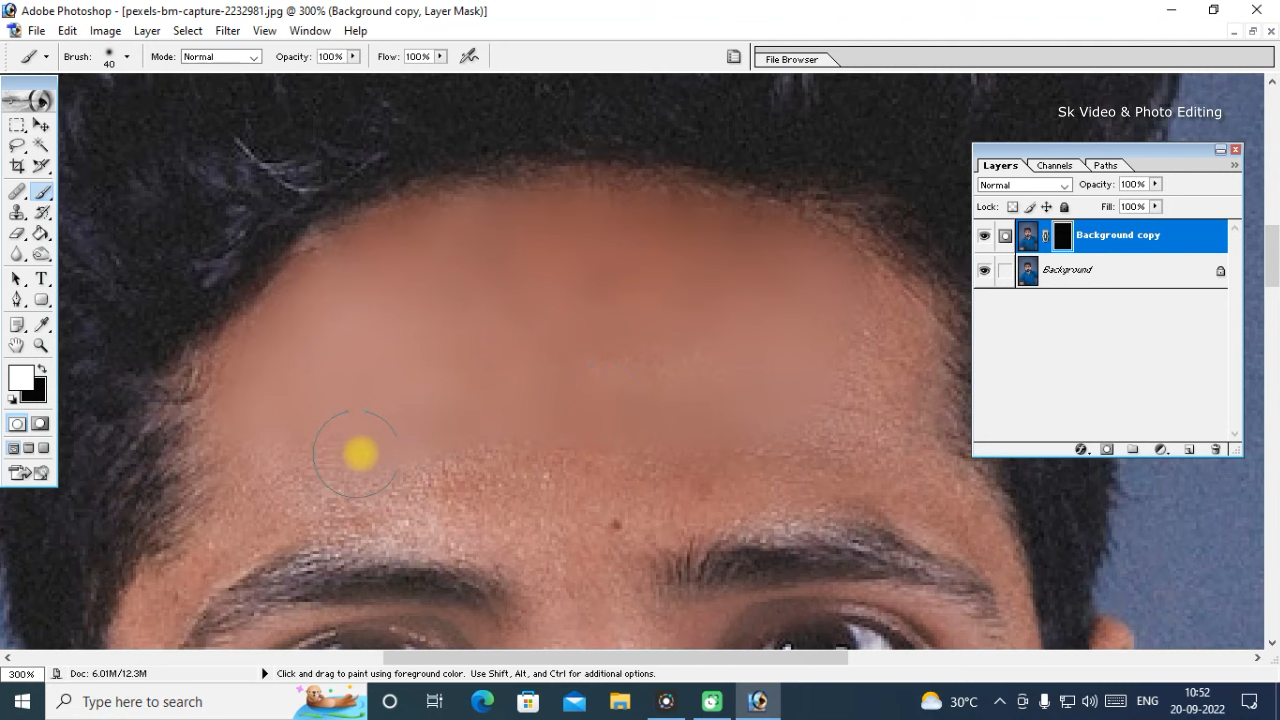 Adobe Photoshop - [pexels-bm-capture-2232981.jpg @ 300% (Background copy, Layer Mask)]
File Edit Image Layer Select Filter View Window Help
Brush: 40 Mode: Normal Opacity: 100% Flow: 100% File Browser
Sk Video & Photo Editing
Layers Channels Paths
Normal Opacity: 100%
Lock: Fill: 100%
Background copy
Background
300% Doc: 6.01M/12.3M Click and drag to paint using foreground color. Use Shift, Alt, and Ctrl for additional options.
Type here to search 30°C ENG 10:52
20-09-2022